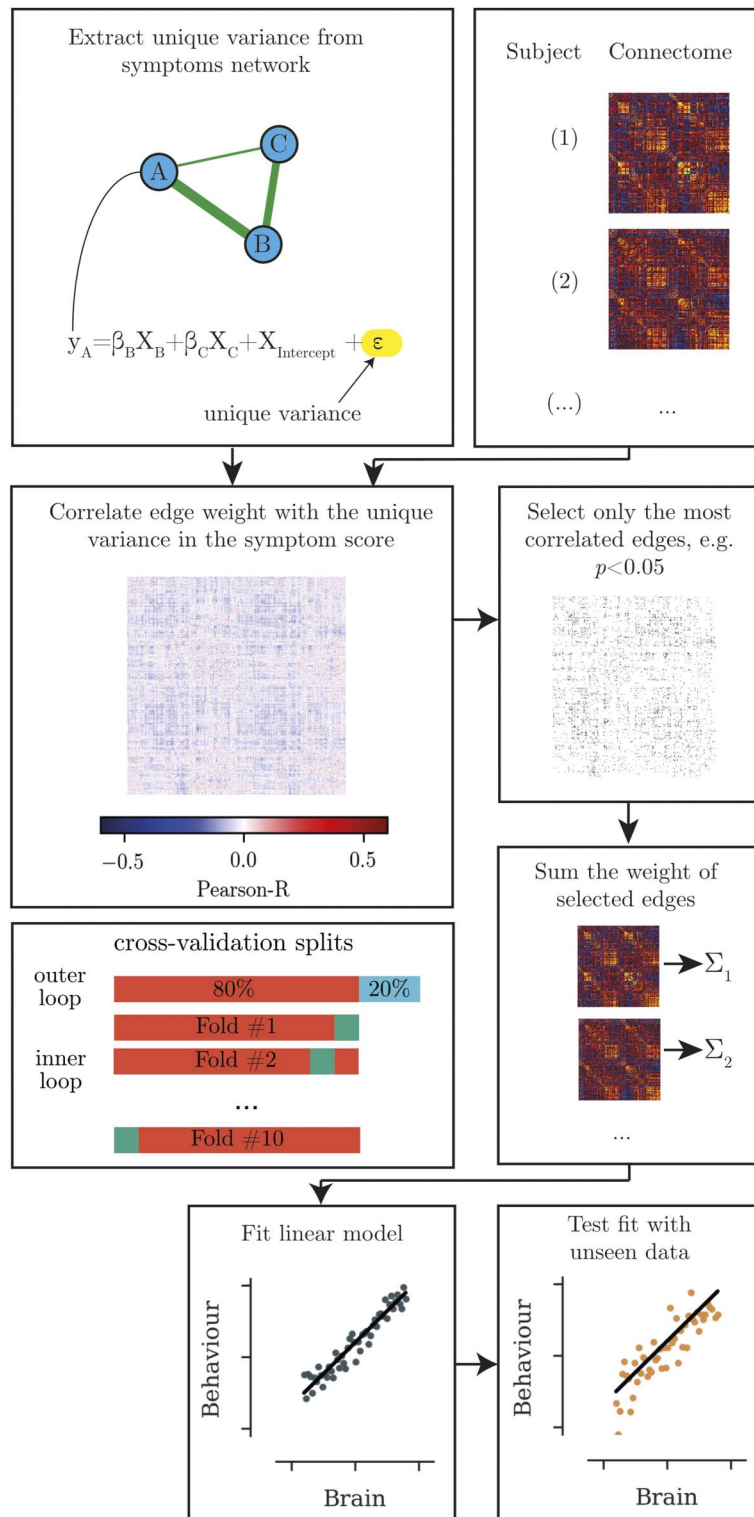 Extract unique variance from
symptoms network
A
C
B
y_A=β_BX_B+β_CX_C+X_Intercept + ε
unique variance
Subject Connectome
(1)
(2)
(...) ...
Correlate edge weight with the unique
variance in the symptom score
−0.5 0.0 0.5
Pearson-R
Select only the most
correlated edges, e.g.
p<0.05
Sum the weight of
selected edges
Σ_1
Σ_2
...
cross-validation splits
outer
loop
80% 20%
Fold #1
inner
loop
Fold #2
...
Fold #10
Fit linear model
Behaviour
Brain
Test fit with
unseen data
Behaviour
Brain